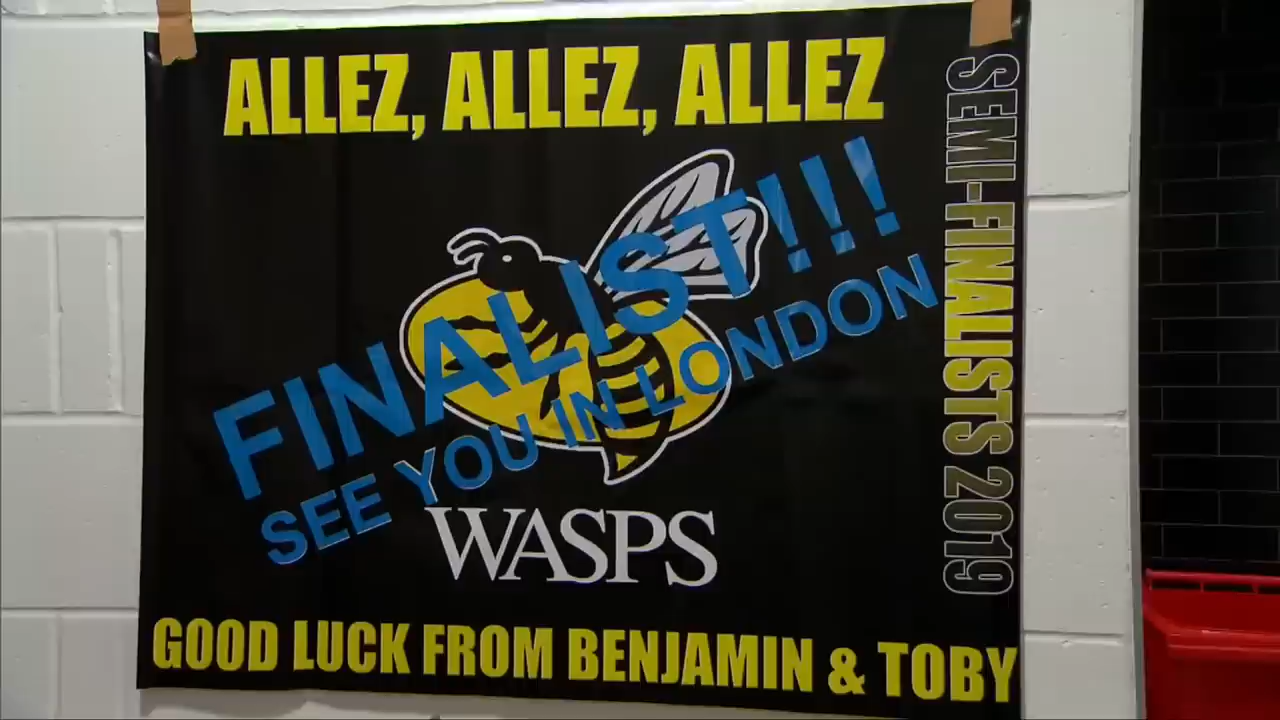 ALLEZ, ALLEZ, ALLEZ
FINALIST!!!
SEE YOU IN LONDON
WASPS
GOOD LUCK FROM BENJAMIN & TOBY
SEMI-FINALISTS 2019